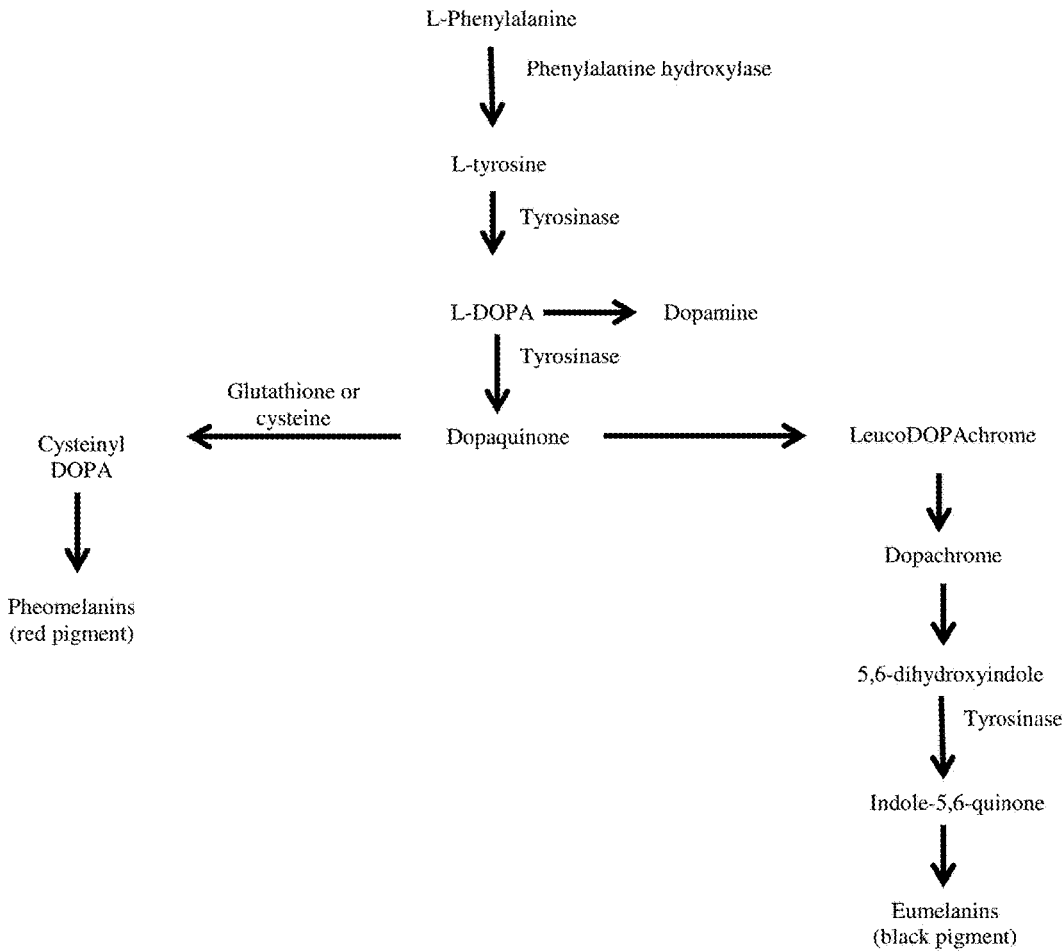 L-Phenylalanine
Phenylalanine hydroxylase
L-tyrosine
Tyrosinase
L-DOPA
Dopamine
Tyrosinase
Glutathione or
cysteine
Cysteinyl
DOPA
Dopaquinone
LeucoDOPAchrome
Dopachrome
Pheomelanins
(red pigment)
5,6-dihydroxyindole
Tyrosinase
Indole-5,6-quinone
Eumelanins
(black pigment)